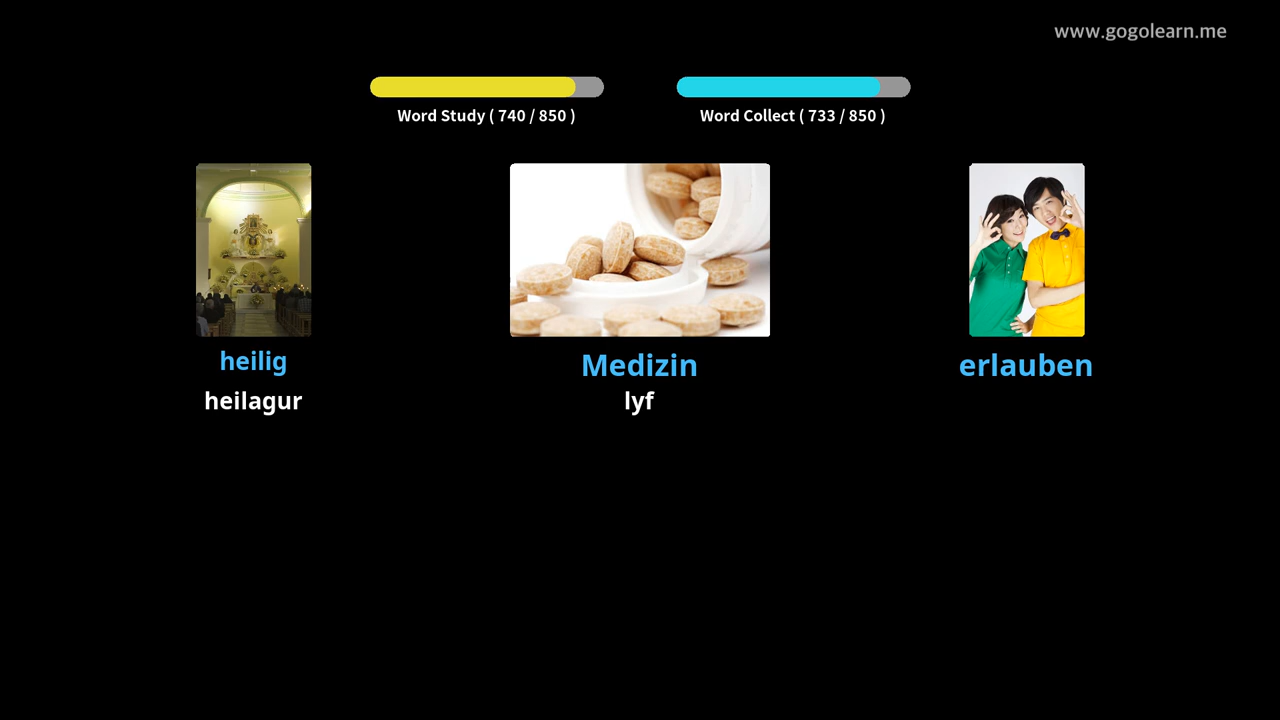 www.gogolearn.me
Word Study ( 740 / 850 )
Word Collect ( 733 / 850 )
heilig
Medizin
erlauben
heilagur
lyf